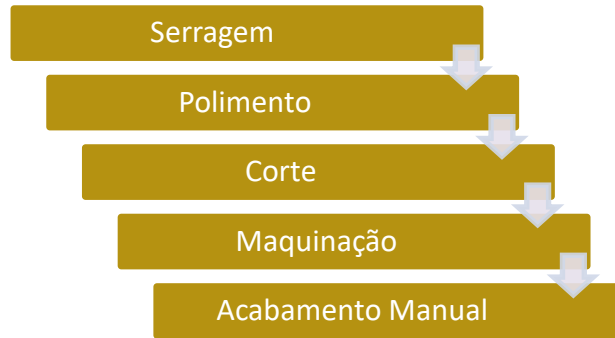 Serragem
Polimento
Corte
Maquinação
Acabamento Manual